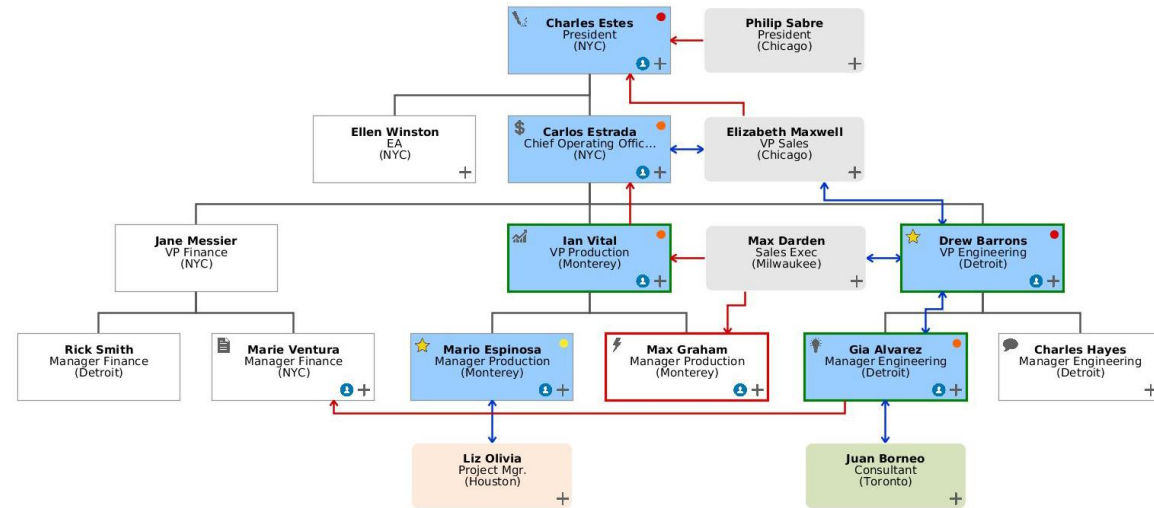 Charles Estes
President
(NYC)
Philip Sabre
President
(Chicago)
Ellen Winston
EA
(NYC)
Carlos Estrada
Chief Operating Offic...
(NYC)
Elizabeth Maxwell
VP Sales
(Chicago)
Jane Messier
VP Finance
(NYC)
Ian Vital
VP Production
(Monterey)
Max Darden
Sales Exec
(Milwaukee)
Drew Barrons
VP Engineering
(Detroit)
Rick Smith
Manager Finance
(Detroit)
Marie Ventura
Manager Finance
(NYC)
Mario Espinosa
Manager Production
(Monterey)
Max Graham
Manager Production
(Monterey)
Gia Alvarez
Manager Engineering
(Detroit)
Charles Hayes
Manager Engineering
(Detroit)
Liz Olivia
Project Mgr.
(Houston)
Juan Borneo
Consultant
(Toronto)